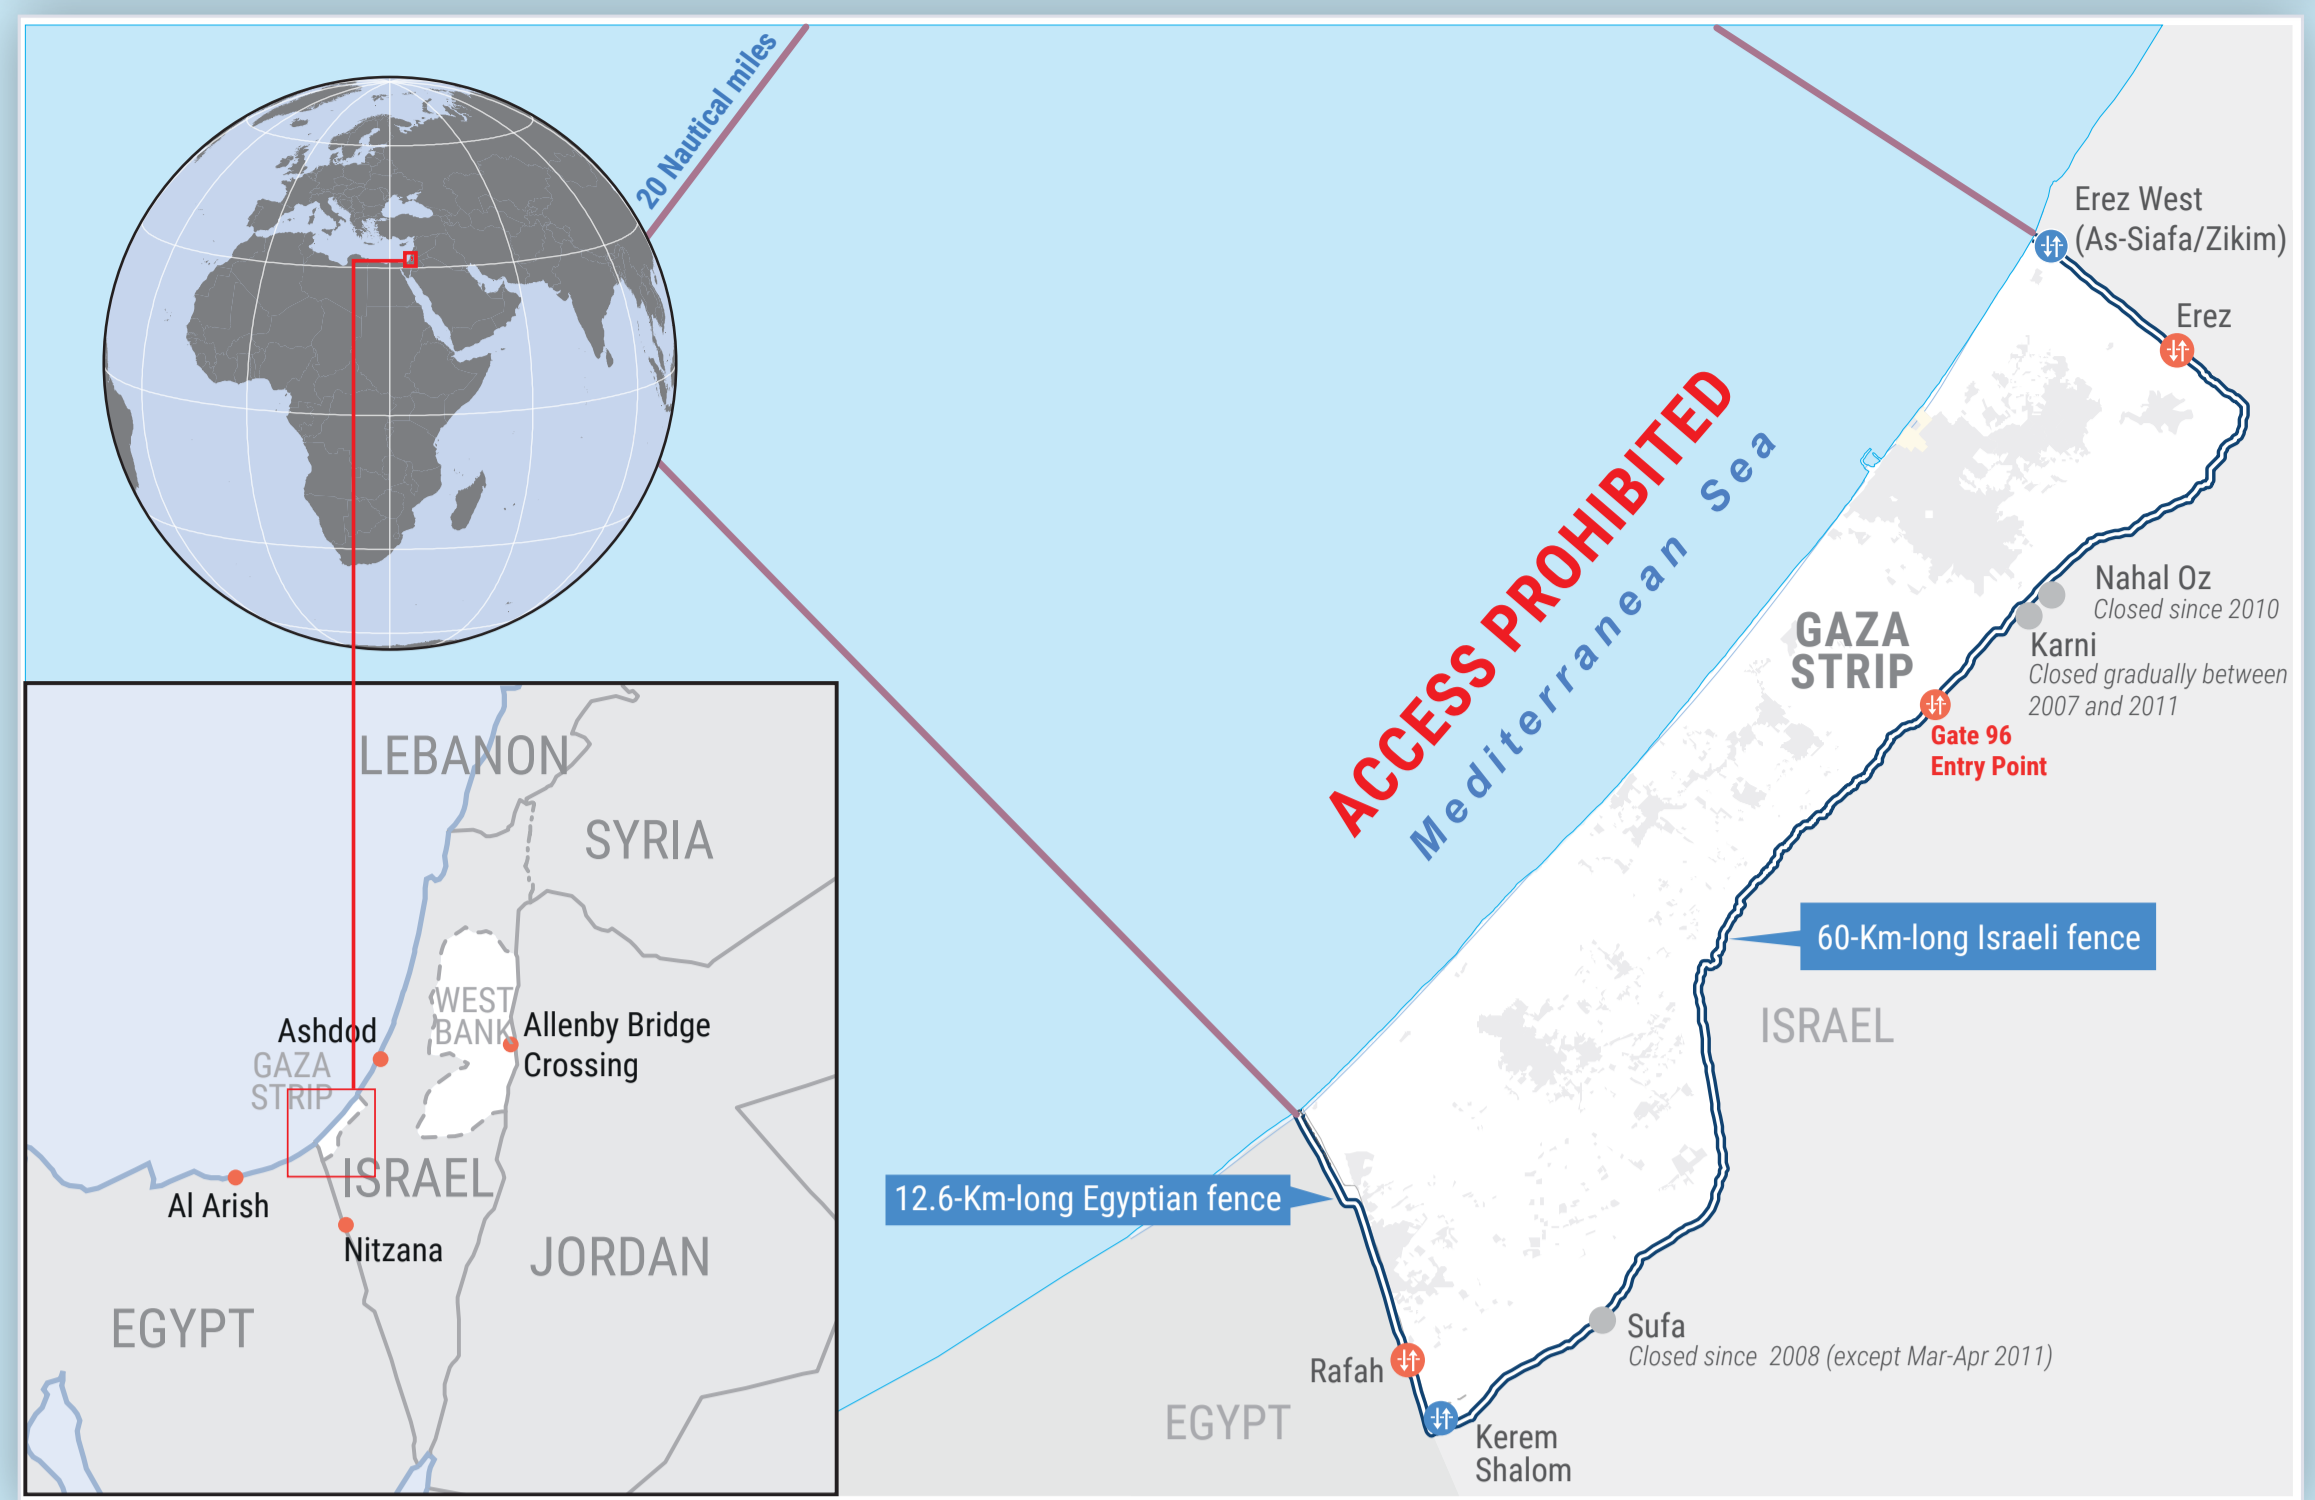 20 Nautical miles
Erez West
(As-Siafa/Zikim)
Erez
ACCESS PROHIBITED
Mediterranean Sea
Nahal Oz
Closed since 2010
GAZA
STRIP
Karni
Closed gradually between
2007 and 2011
Gate 96
Entry Point
60-Km-long Israeli fence
ISRAEL
12.6-Km-long Egyptian fence
Sufa
Closed since 2008 (except Mar-Apr 2011)
Rafah
EGYPT
Kerem
Shalom
LEBANON
SYRIA
WEST
BANK
Ashdod
Allenby Bridge
Crossing
GAZA
STRIP
ISRAEL
Al Arish
Nitzana
JORDAN
EGYPT